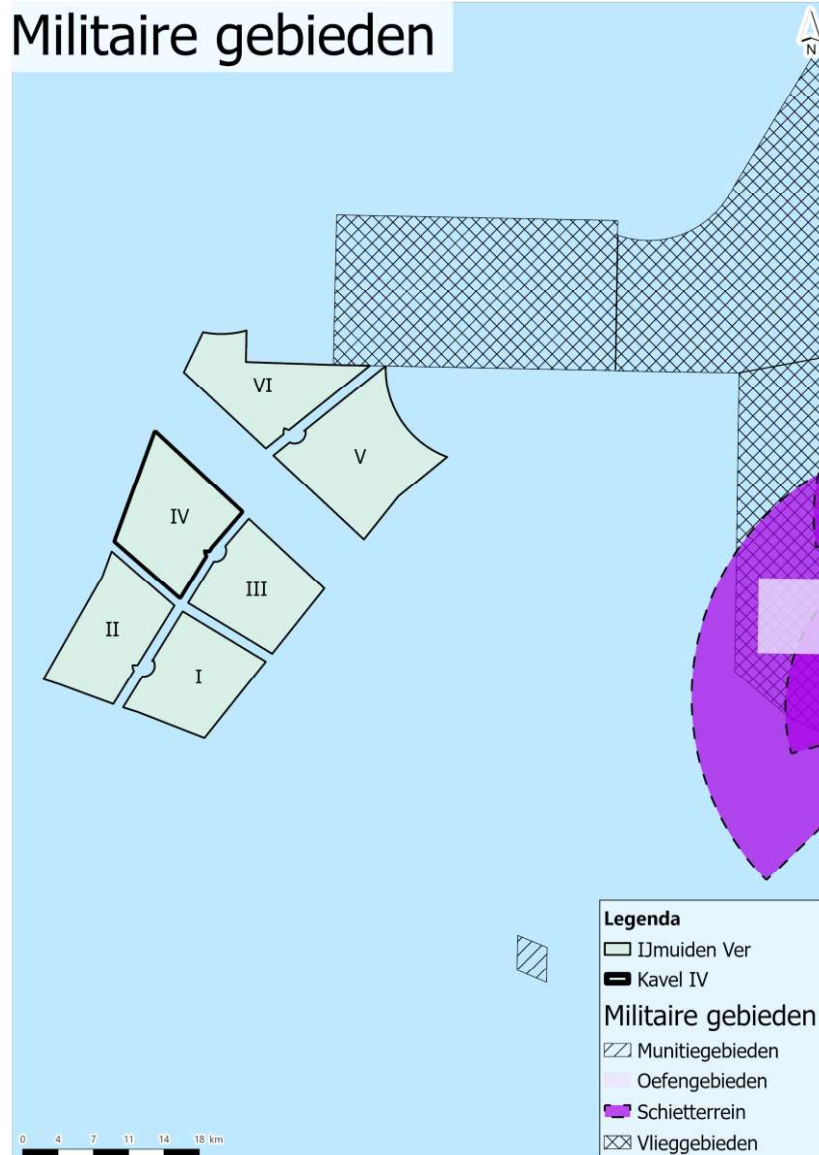 Militaire gebieden
N
VI
V
IV
III
II
I
Legenda
IJmuiden Ver
Kavel IV
Militaire gebieden
Munitiegebieden
Oefengebieden
Schietterrein
Vlieggebieden
0 4 7 11 14 18 km